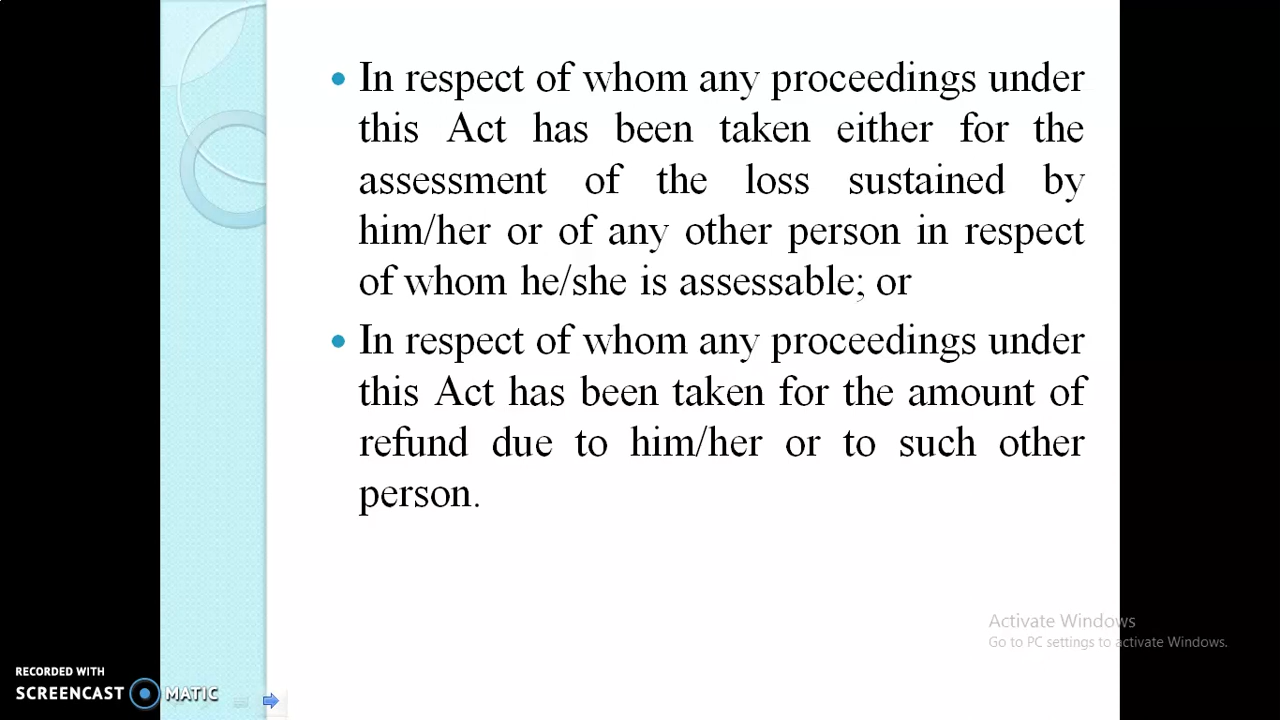 • In respect of whom any proceedings under
this Act has been taken either for the
assessment of the loss sustained by
him/her or of any other person in respect
of whom he/she is assessable; or
• In respect of whom any proceedings under
this Act has been taken for the amount of
refund due to him/her or to such other
person.
Activate Windows
Go to PC settings to activate Windows.
RECORDED WITH
SCREENCAST MATIC